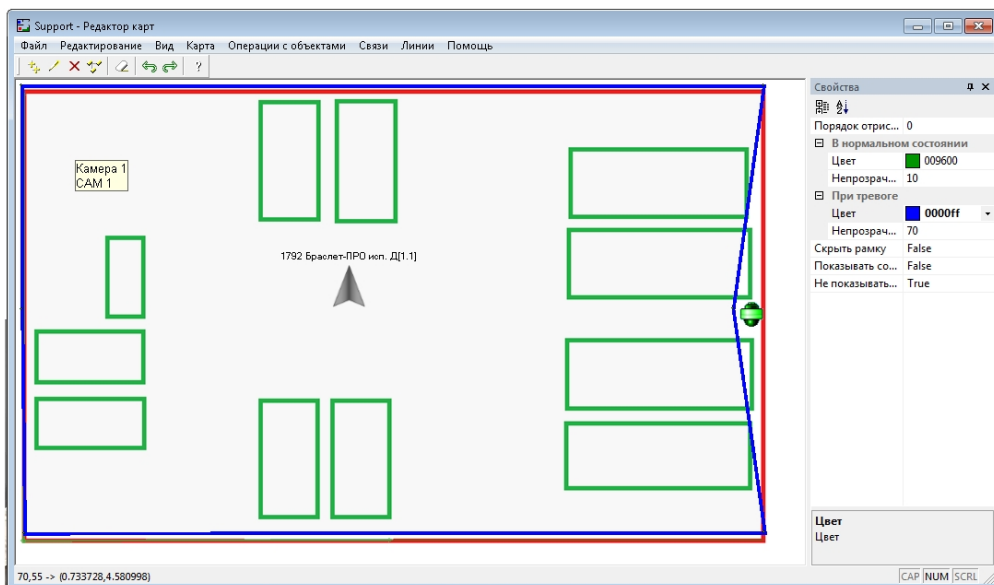 Support - Редактор карт
Файл Редактирование Вид Карта Операции с объектами Связи Линии Помощь
?
Свойства
Порядок отрис... 0
В нормальном состоянии
Цвет 009600
Непрозрач... 10
При тревоге
Цвет 0000ff
Непрозрач... 70
Скрыть рамку False
Показывать со... False
Не показывать... True
Камера 1
CAM 1
1792 Браслет-ПРО исп. Д[1.1]
Цвет
Цвет
70,55 -> (0.733728,4.580998)
CAP NUM SCRL